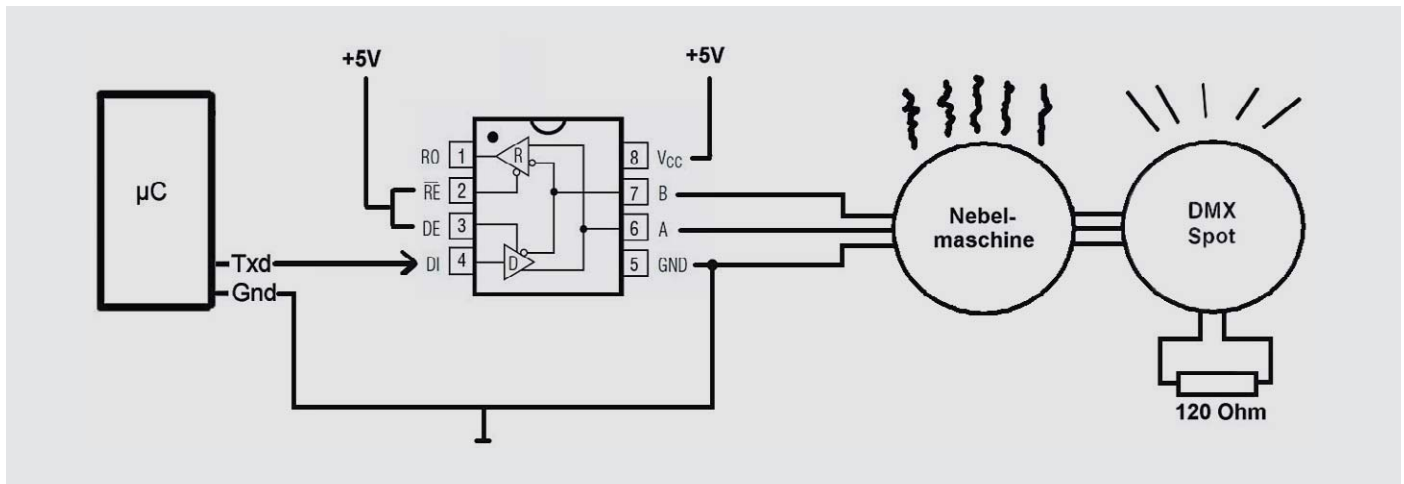 +5V
+5V
µC
RO 1
R
8 VCC
RE 2
7 B
DE 3
6 A
Txd
DI 4
D
5 GND
Gnd
Nebel-
maschine
DMX
Spot
120 Ohm